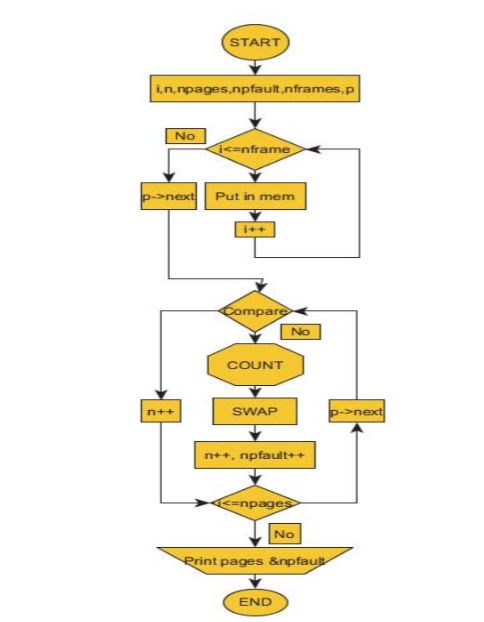 START
i,n,npages,npfault,nframes,p
No
i<=nframe
p->next
Put in mem
i++
Compare
No
COUNT
n++
SWAP
p->next
n++, npfault++
i<=npages
No
Print pages &npfault
END